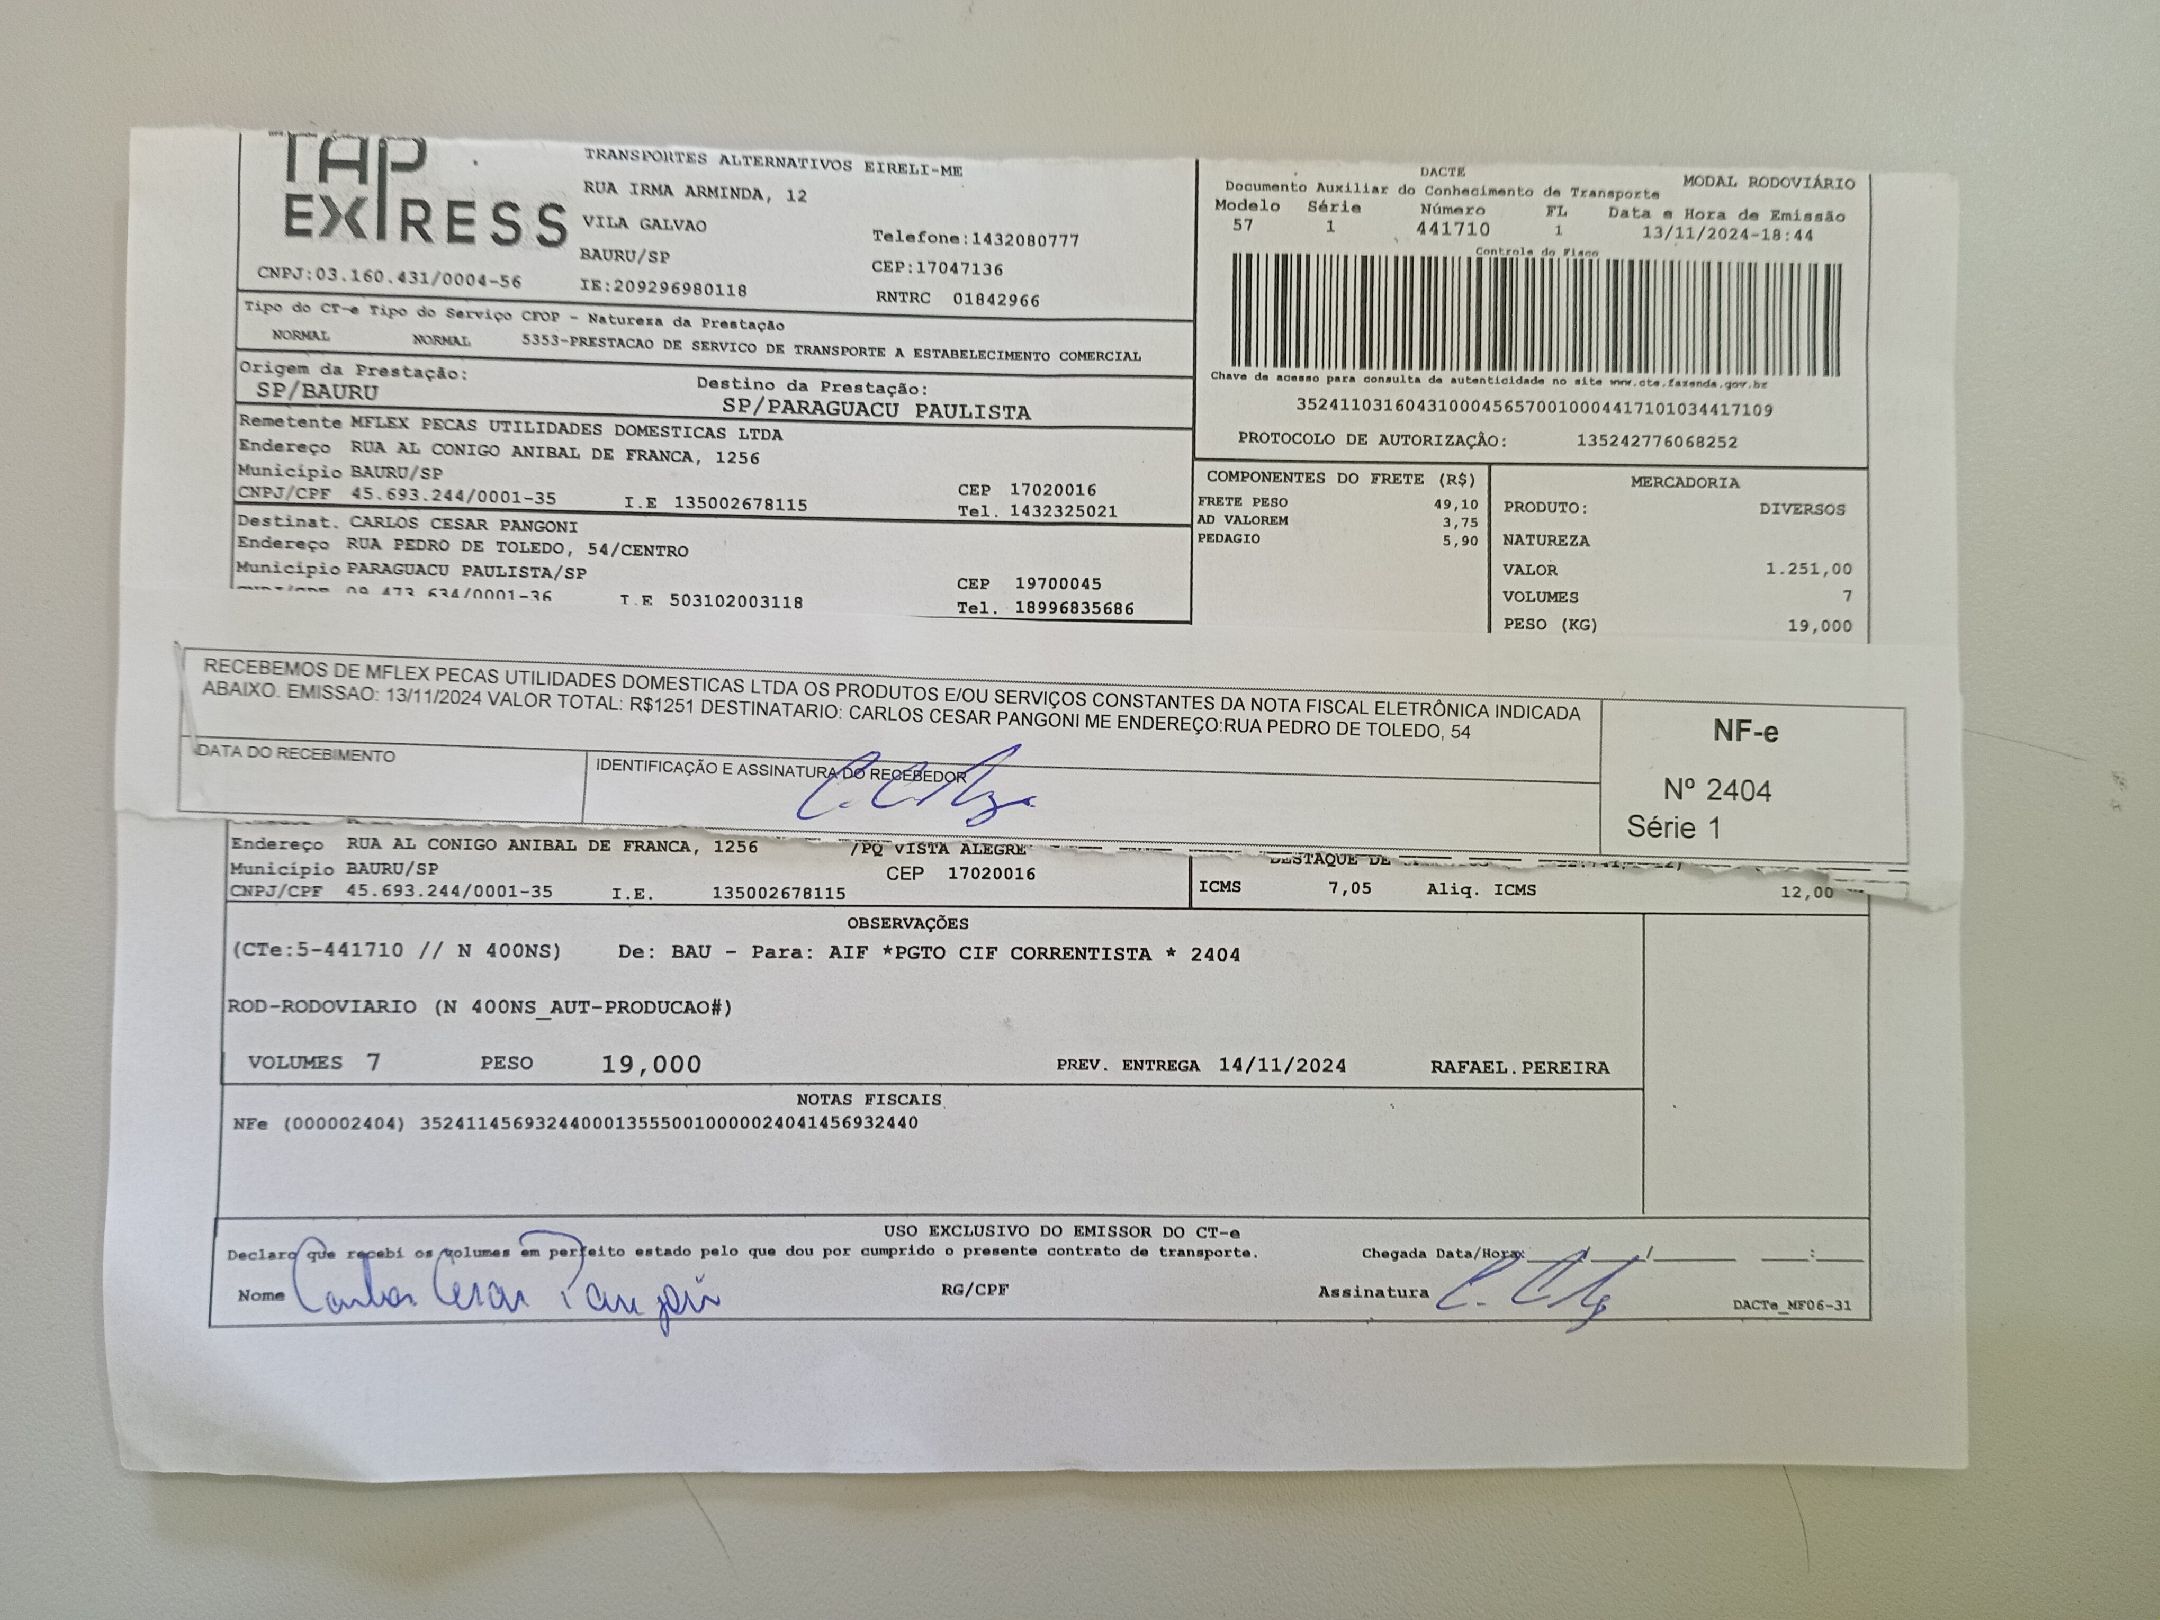 TAP
EXPRESS
CNPJ:03.160.431/0004-56
TRANSPORTES ALTERNATIVOS EIRELI-ME
RUA IRMA ARMINDA, 12
VILA GALVAO
BAURU/SP
IE:209296980118
Telefone:1432080777
CEP:17047136
RNTRC 01842966
DACTE
MODAL RODOVIÁRIO
Documento Auxiliar do Conhecimento de Transporte
Modelo Série Número FL Data e Hora de Emissão
57 1 441710 1 13/11/2024-18:44
Controle do Fisco
Chave de acesso para consulta de autenticidade no site www.cte.fazenda.gov.br
35241103160431000456570010004417101034417109
PROTOCOLO DE AUTORIZAÇÃO: 135242776068252
Tipo do CT-e Tipo do Serviço CFOP - Natureza da Prestação
NORMAL NORMAL 5353-PRESTACAO DE SERVICO DE TRANSPORTE A ESTABELECIMENTO COMERCIAL
Origem da Prestação: Destino da Prestação:
SP/BAURU SP/PARAGUACU PAULISTA
Remetente MFLEX PECAS UTILIDADES DOMESTICAS LTDA
Endereço RUA AL CONIGO ANIBAL DE FRANCA, 1256
Município BAURU/SP CEP 17020016
CNPJ/CPF 45.693.244/0001-35 I.E 135002678115 Tel. 1432325021
Destinat. CARLOS CESAR PANGONI
Endereço RUA PEDRO DE TOLEDO, 54/CENTRO
Município PARAGUACU PAULISTA/SP CEP 19700045
09.473.634/0001-36 I.E 503102003118 Tel. 18996835686
COMPONENTES DO FRETE (R$)
FRETE PESO 49,10
AD VALOREM 3,75
PEDAGIO 5,90
MERCADORIA
PRODUTO: DIVERSOS
NATUREZA
VALOR 1.251,00
VOLUMES 7
PESO (KG) 19,000
RECEBEMOS DE MFLEX PECAS UTILIDADES DOMESTICAS LTDA OS PRODUTOS E/OU SERVIÇOS CONSTANTES DA NOTA FISCAL ELETRÔNICA INDICADA
ABAIXO. EMISSAO: 13/11/2024 VALOR TOTAL: R$1251 DESTINATARIO: CARLOS CESAR PANGONI ME ENDEREÇO:RUA PEDRO DE TOLEDO, 54
DATA DO RECEBIMENTO
IDENTIFICAÇÃO E ASSINATURA DO RECEBEDOR
NF-e
Nº 2404
Série 1
Endereço RUA AL CONIGO ANIBAL DE FRANCA, 1256 /PQ VISTA ALEGRE
Município BAURU/SP CEP 17020016
CNPJ/CPF 45.693.244/0001-35 I.E. 135002678115
DESTAQUE DE
ICMS 7,05 Aliq. ICMS 12,00
OBSERVAÇÕES
(CTe:5-441710 // N 400NS) De: BAU - Para: AIF *PGTO CIF CORRENTISTA * 2404
ROD-RODOVIARIO (N 400NS_AUT-PRODUCAO#)
VOLUMES 7 PESO 19,000 PREV. ENTREGA 14/11/2024 RAFAEL.PEREIRA
NOTAS FISCAIS
NFe (000002404) 35241145693244000135550010000024041456932440
USO EXCLUSIVO DO EMISSOR DO CT-e
Declaro que recebi os volumes em perfeito estado pelo que dou por cumprido o presente contrato de transporte. Chegada Data/Hora: __/__/____ __:__
Nome Carlos Cesar Pangoni RG/CPF Assinatura
DACTe_MF06-31